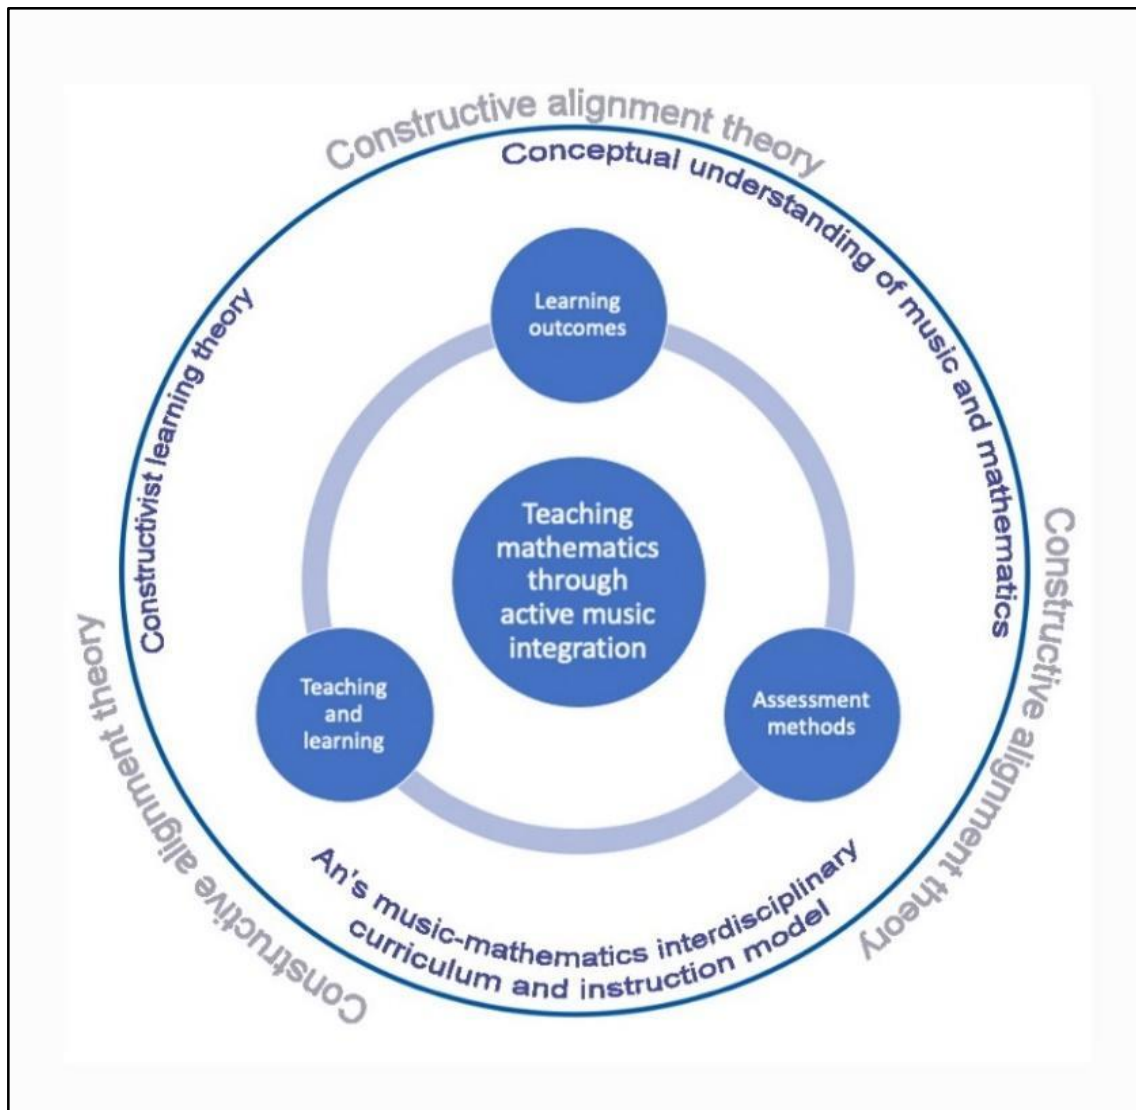 Constructive alignment theory
Conceptual understanding of music and mathematics
Constructivist learning theory
Learning
outcomes
Teaching
mathematics
through
active music
integration
Teaching
and
learning
Assessment
methods
An's music-mathematics interdisciplinary
curriculum and instruction model
Constructive alignment theory
Constructive alignment theory